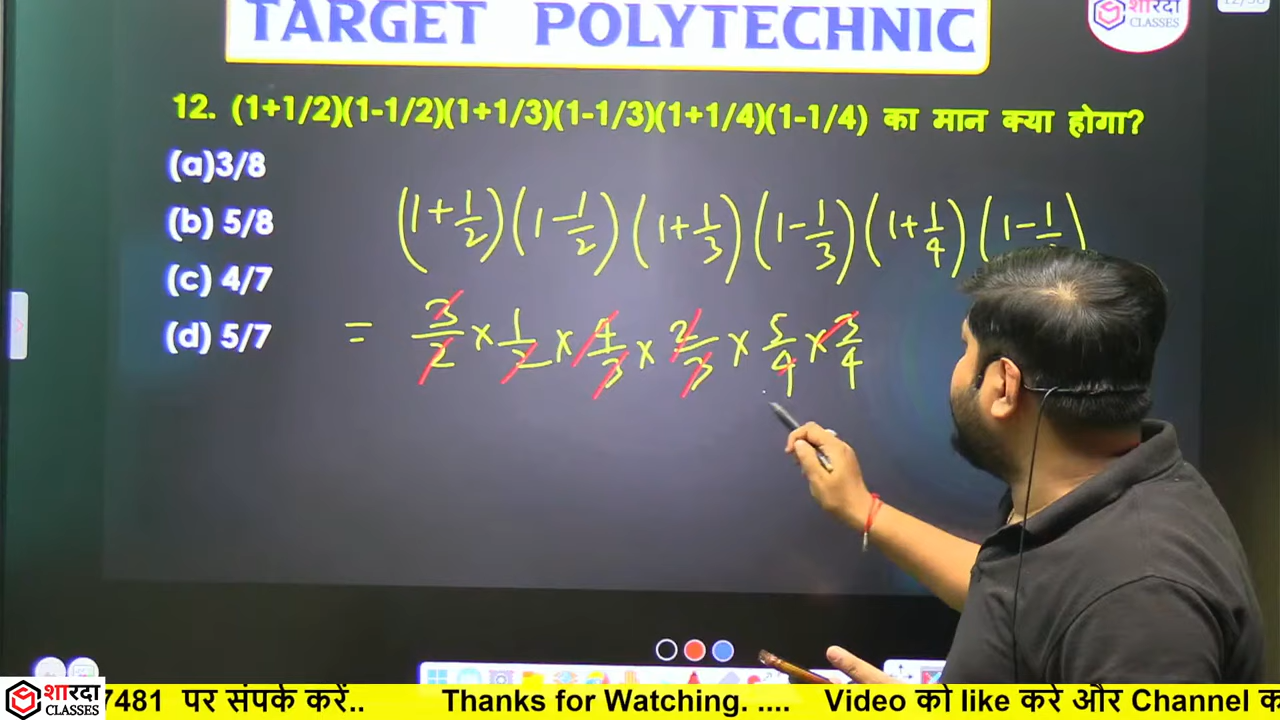 TARGET POLYTECHNIC
शारदा
CLASSES
12. (1+1/2)(1-1/2)(1+1/3)(1-1/3)(1+1/4)(1-1/4) का मान क्या होगा?
(a)3/8
(b) 5/8
(c) 4/7
(d) 5/7
(1+1/2)(1-1/2)(1+1/3)(1-1/3)(1+1/4)(1-1/
= 3/2 × 1/2 × 4/3 × 2/3 × 5/4 × 3/4
शारदा
CLASSES
7481 पर संपर्क करें.. Thanks for Watching. .... Video को like करे और Channel क